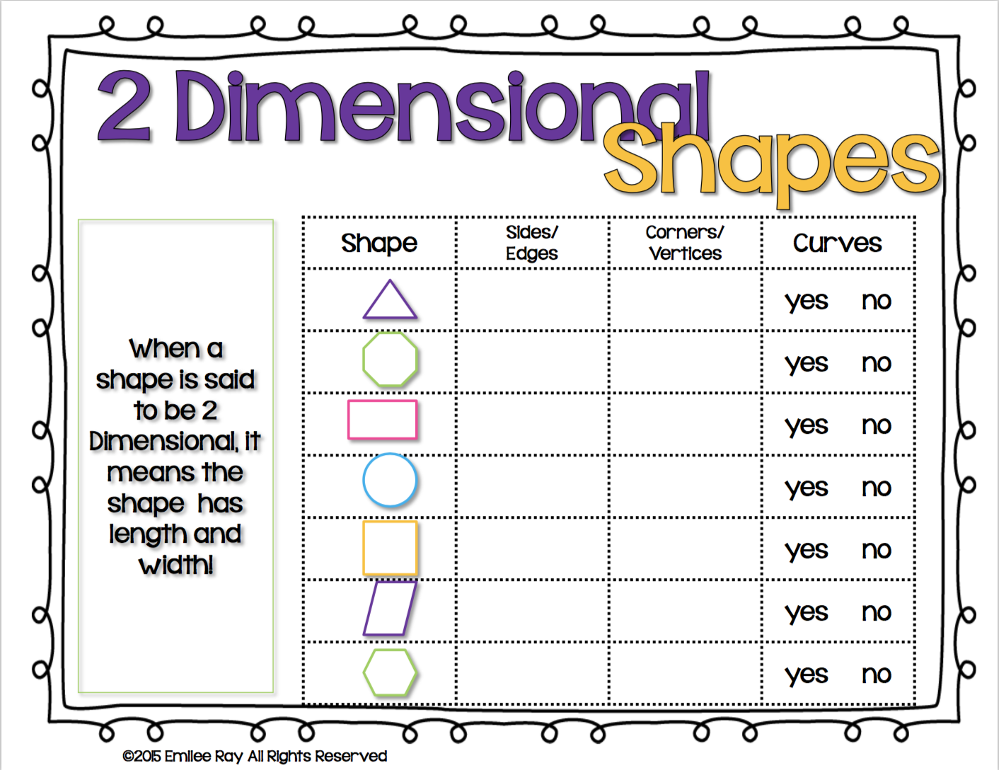 2 Dimensional
Shapes
When a
shape is said
to be 2
Dimensional, it
means the
shape has
length and
width!
Shape Sides/ Edges Corners/ Vertices Curves
yes no
yes no
yes no
yes no
yes no
yes no
yes no
©2015 Emilee Ray All Rights Reserved